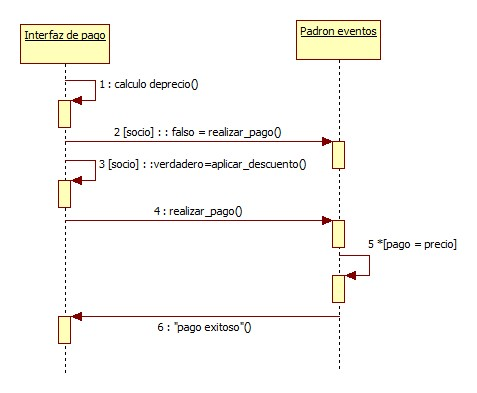 Interfaz de pago
Padron eventos
1 : calculo deprecio()
2 [socio] : : falso = realizar_pago()
3 [socio] : :verdadero=aplicar_descuento()
4 : realizar_pago()
5 *[pago = precio]
6 : "pago exitoso"()